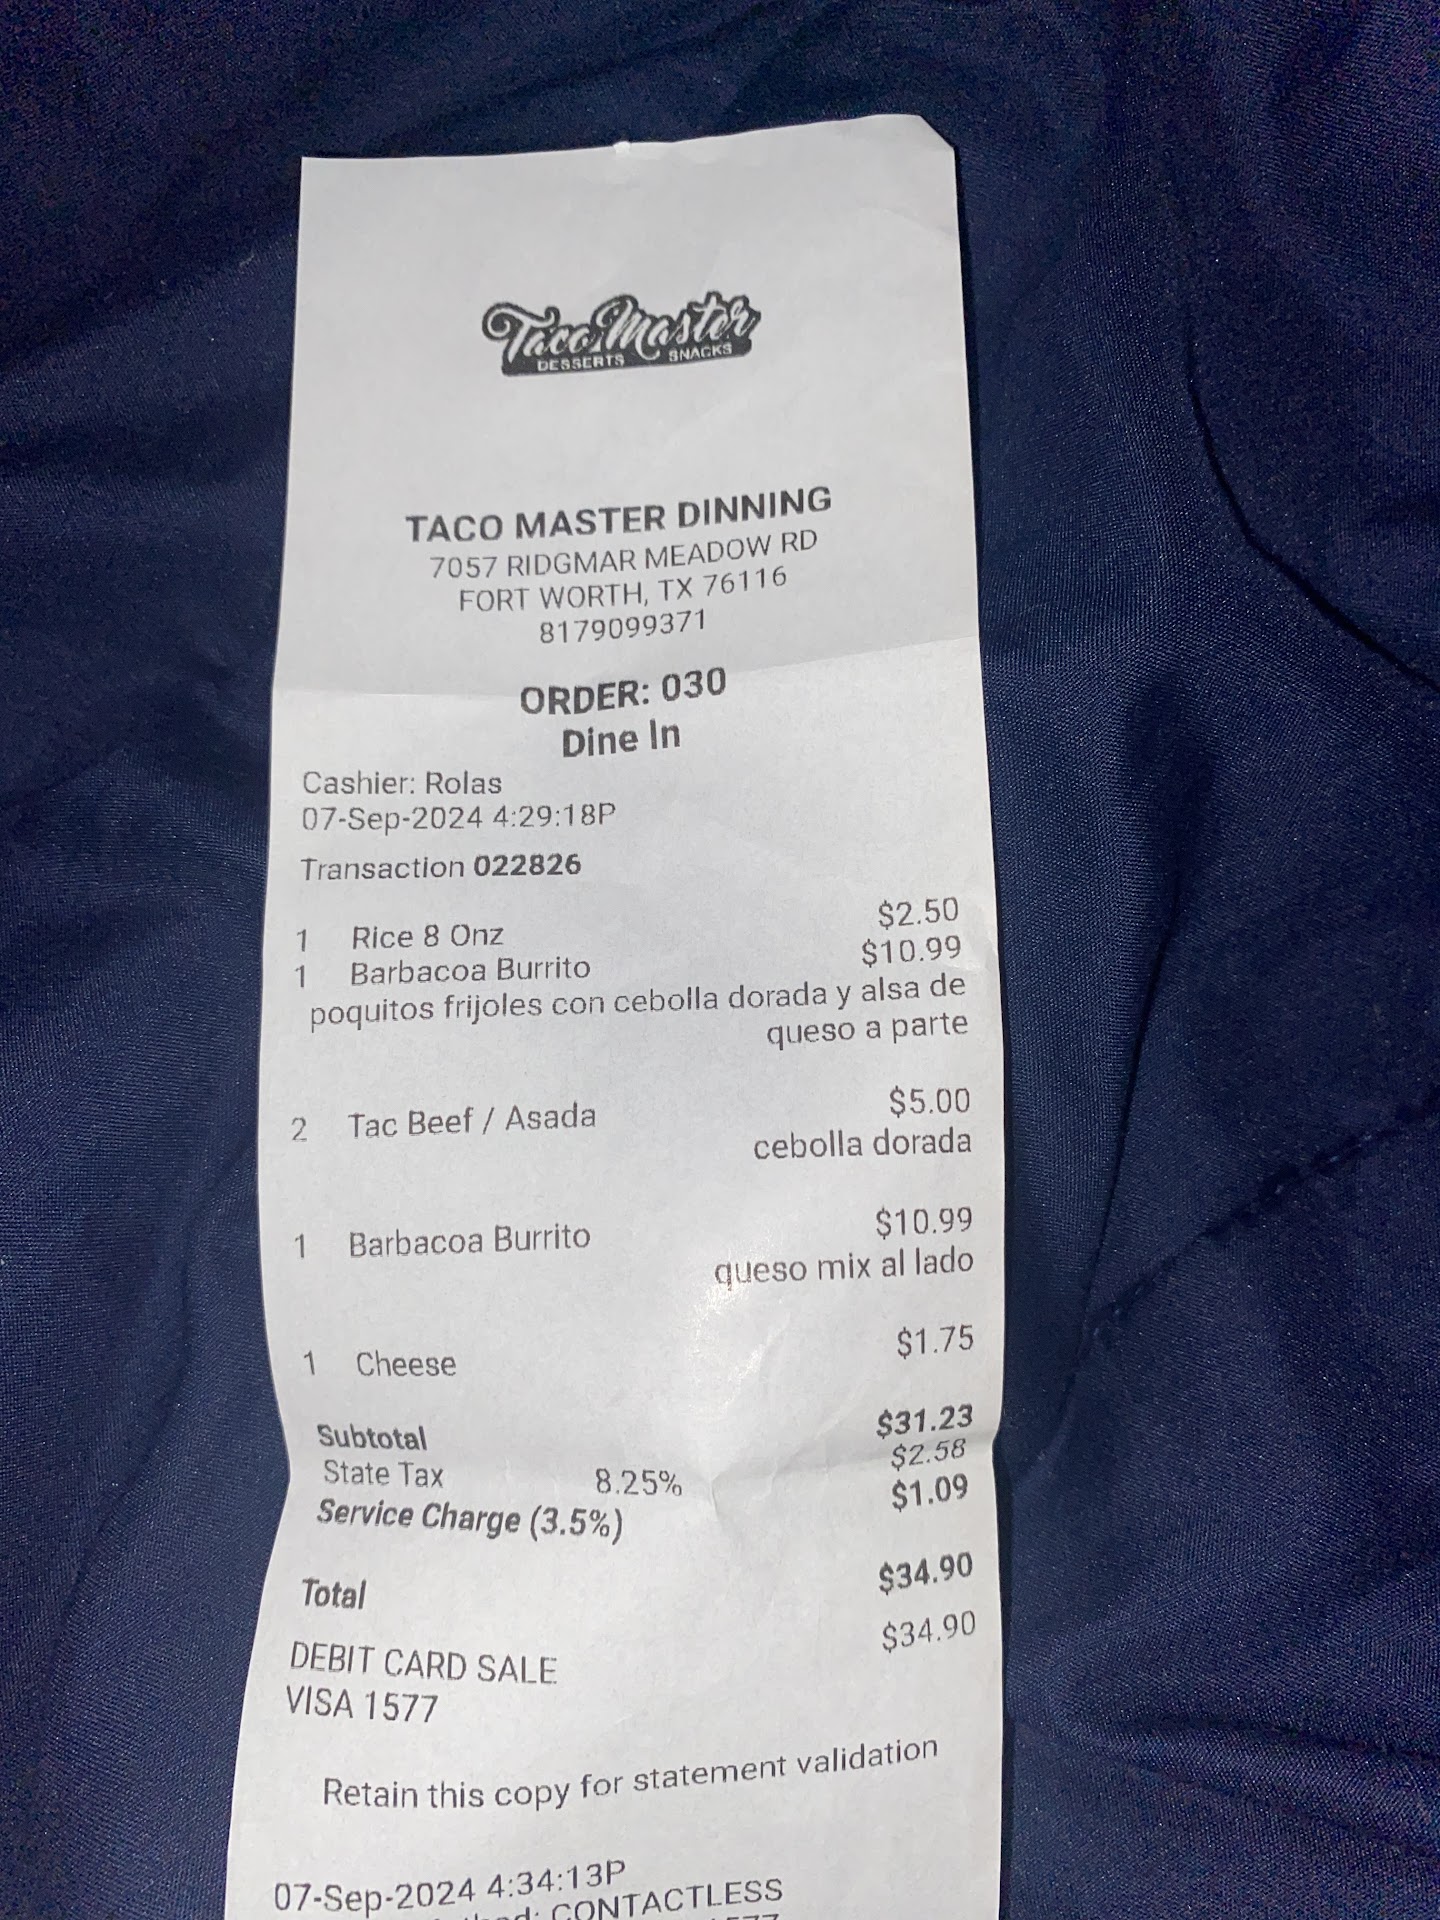 Taco Master
DESSERTS SNACKS
TACO MASTER DINNING
7057 RIDGMAR MEADOW RD
FORT WORTH, TX 76116
8179099371
ORDER: 030
Dine In
Cashier: Rolas
07-Sep-2024 4:29:18P
Transaction 022826
1 Rice 8 Onz $2.50
1 Barbacoa Burrito $10.99
poquitos frijoles con cebolla dorada y alsa de
queso a parte
2 Tac Beef / Asada $5.00
cebolla dorada
1 Barbacoa Burrito $10.99
queso mix al lado
1 Cheese $1.75
Subtotal $31.23
State Tax 8.25% $2.58
Service Charge (3.5%) $1.09
Total $34.90
DEBIT CARD SALE $34.90
VISA 1577
Retain this copy for statement validation
07-Sep-2024 4:34:13P
CONTACTLESS